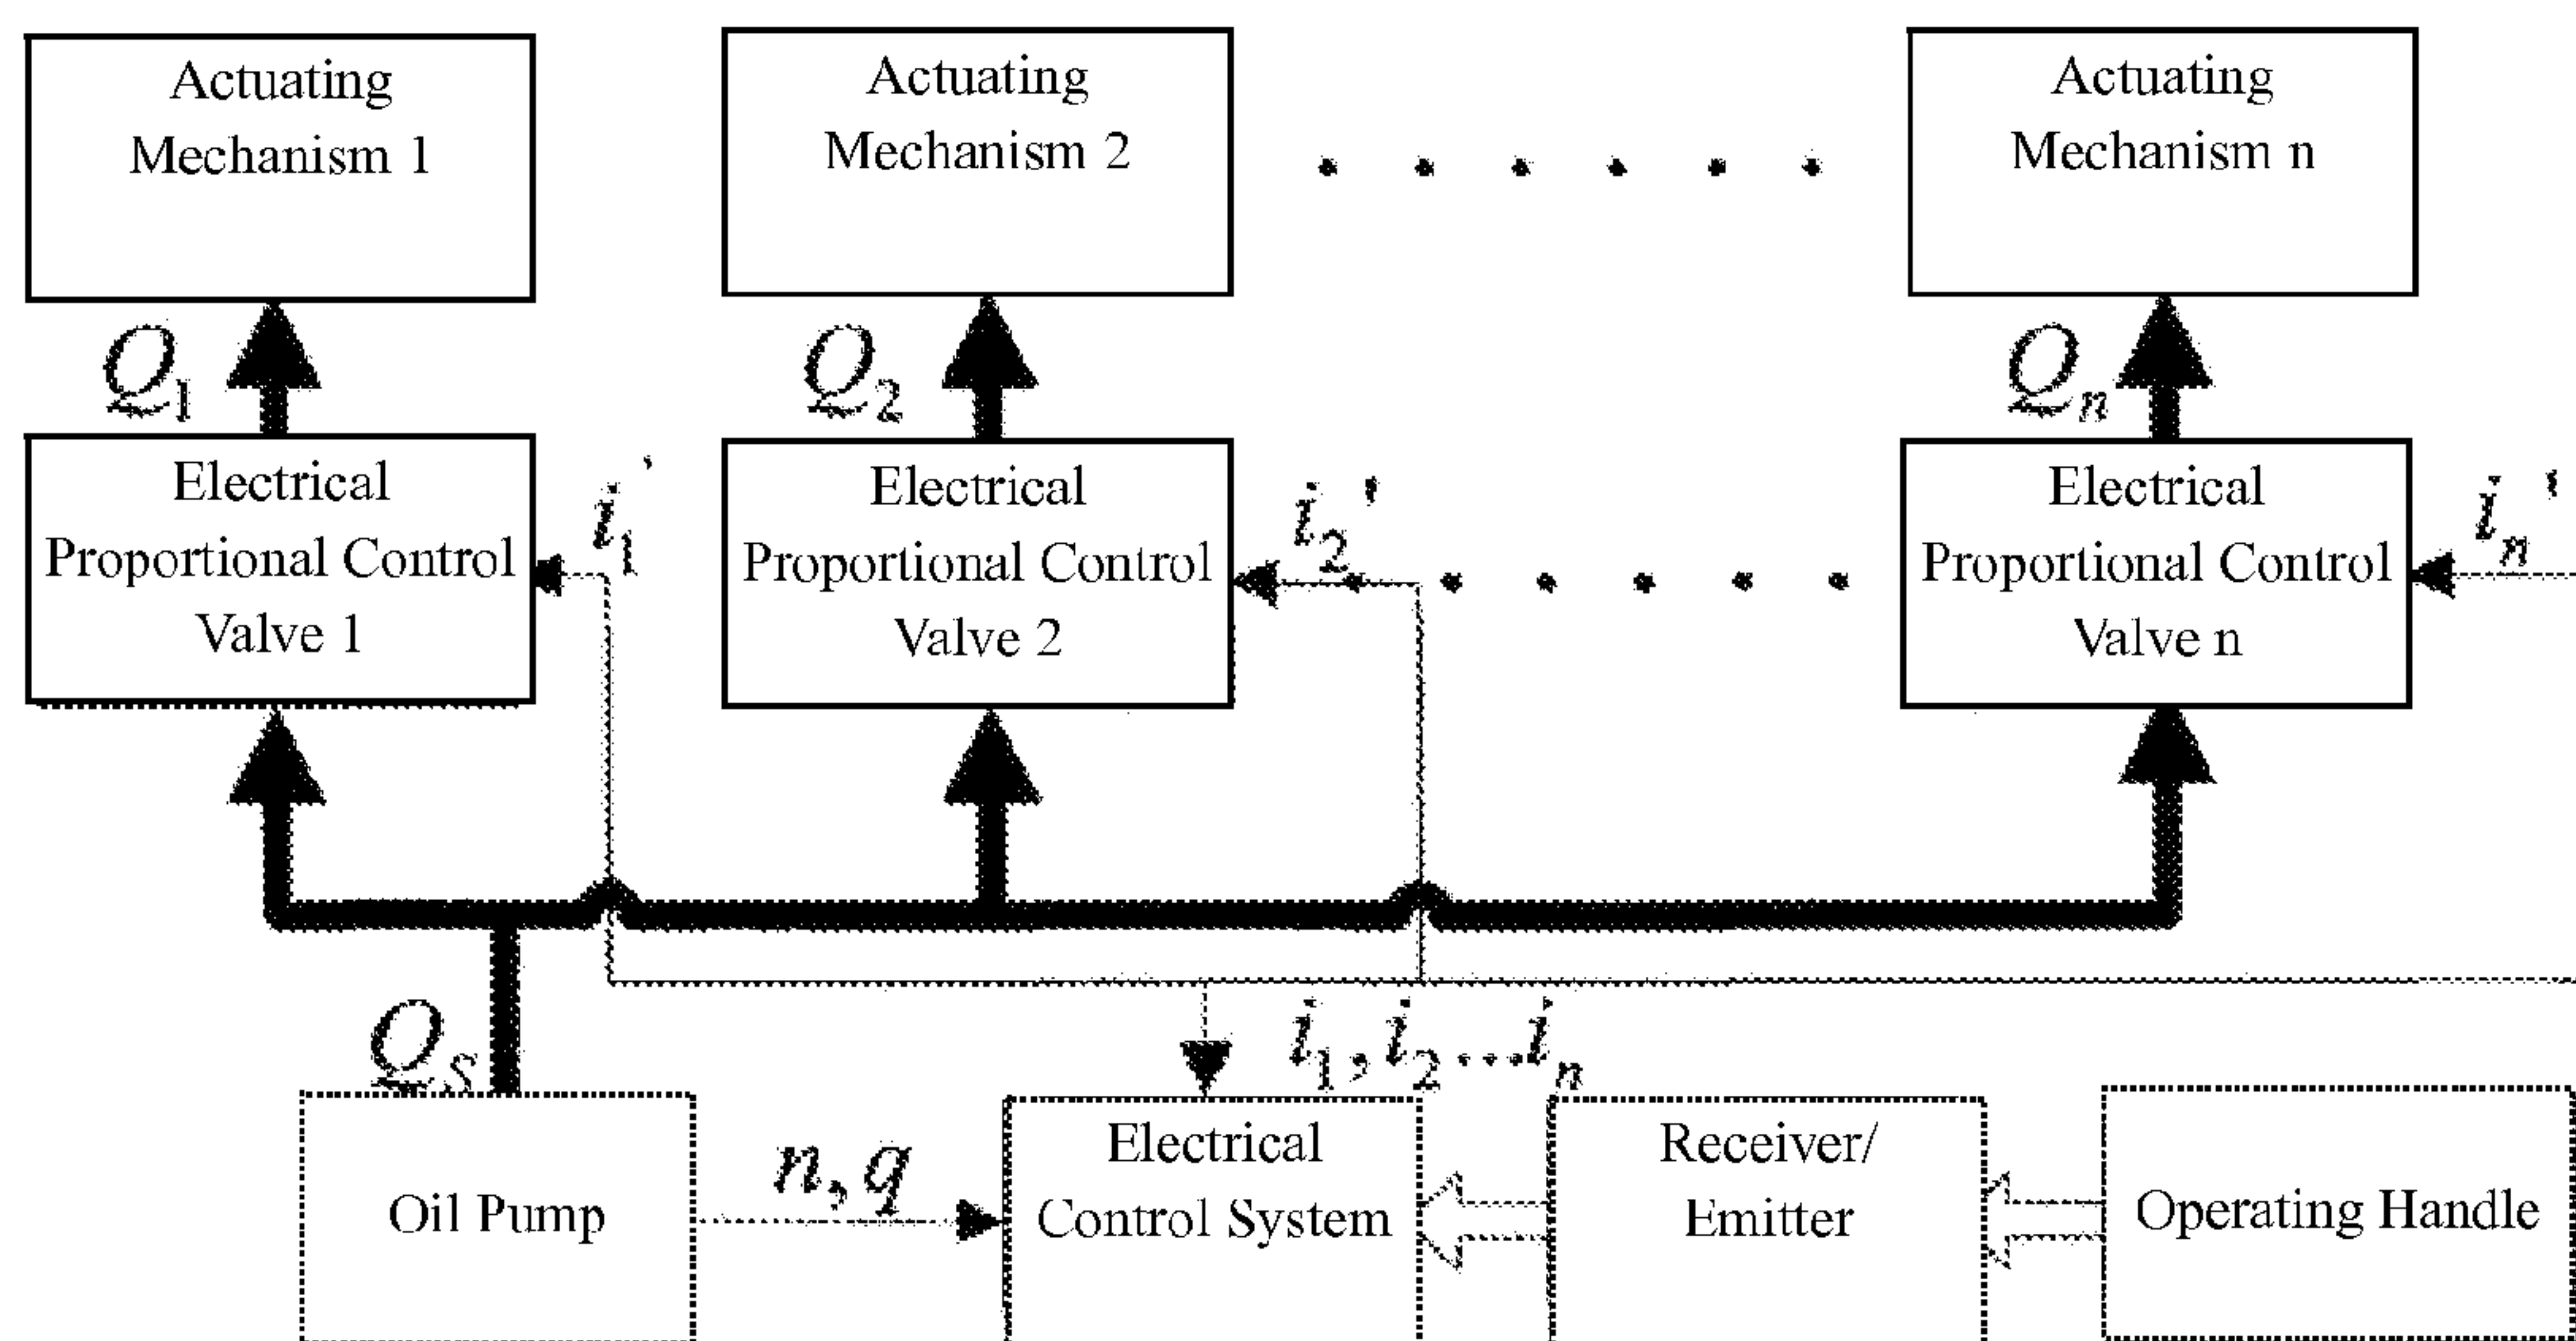 Actuating
Mechanism 1
Actuating
Mechanism 2
Actuating
Mechanism n
Q₁
Q₂
Qₙ
Electrical
Proportional Control
Valve 1
i₁'
Electrical
Proportional Control
Valve 2
i₂'
Electrical
Proportional Control
Valve n
iₙ'
Q_S
i₁, i₂...iₙ
Oil Pump
n, q
Electrical
Control System
Receiver/
Emitter
Operating Handle